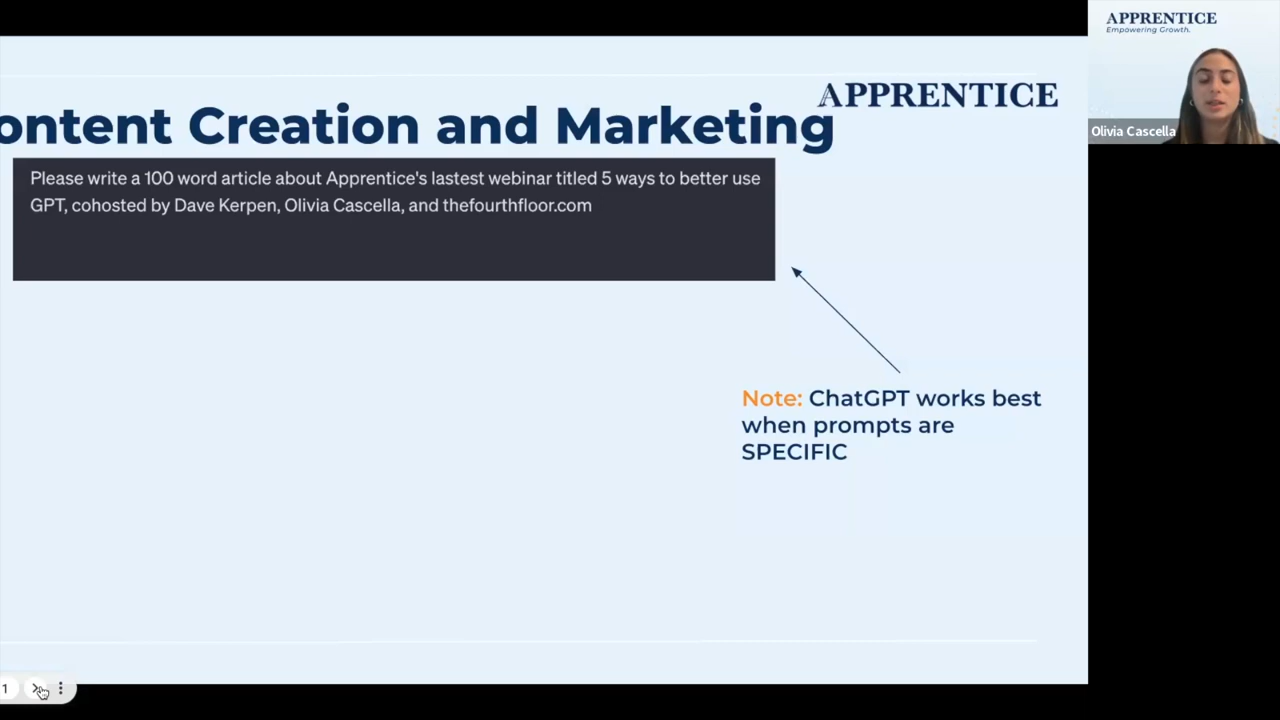 APPRENTICE
Empowering Growth.
APPRENTICE
ontent Creation and Marketing
Olivia Cascella
Please write a 100 word article about Apprentice's lastest webinar titled 5 ways to better use
GPT, cohosted by Dave Kerpen, Olivia Cascella, and thefourthfloor.com
Note: ChatGPT works best
when prompts are
SPECIFIC
1